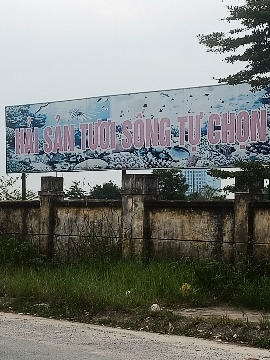 HẢI SẢN TƯƠI SỐNG TỰ CHỌN